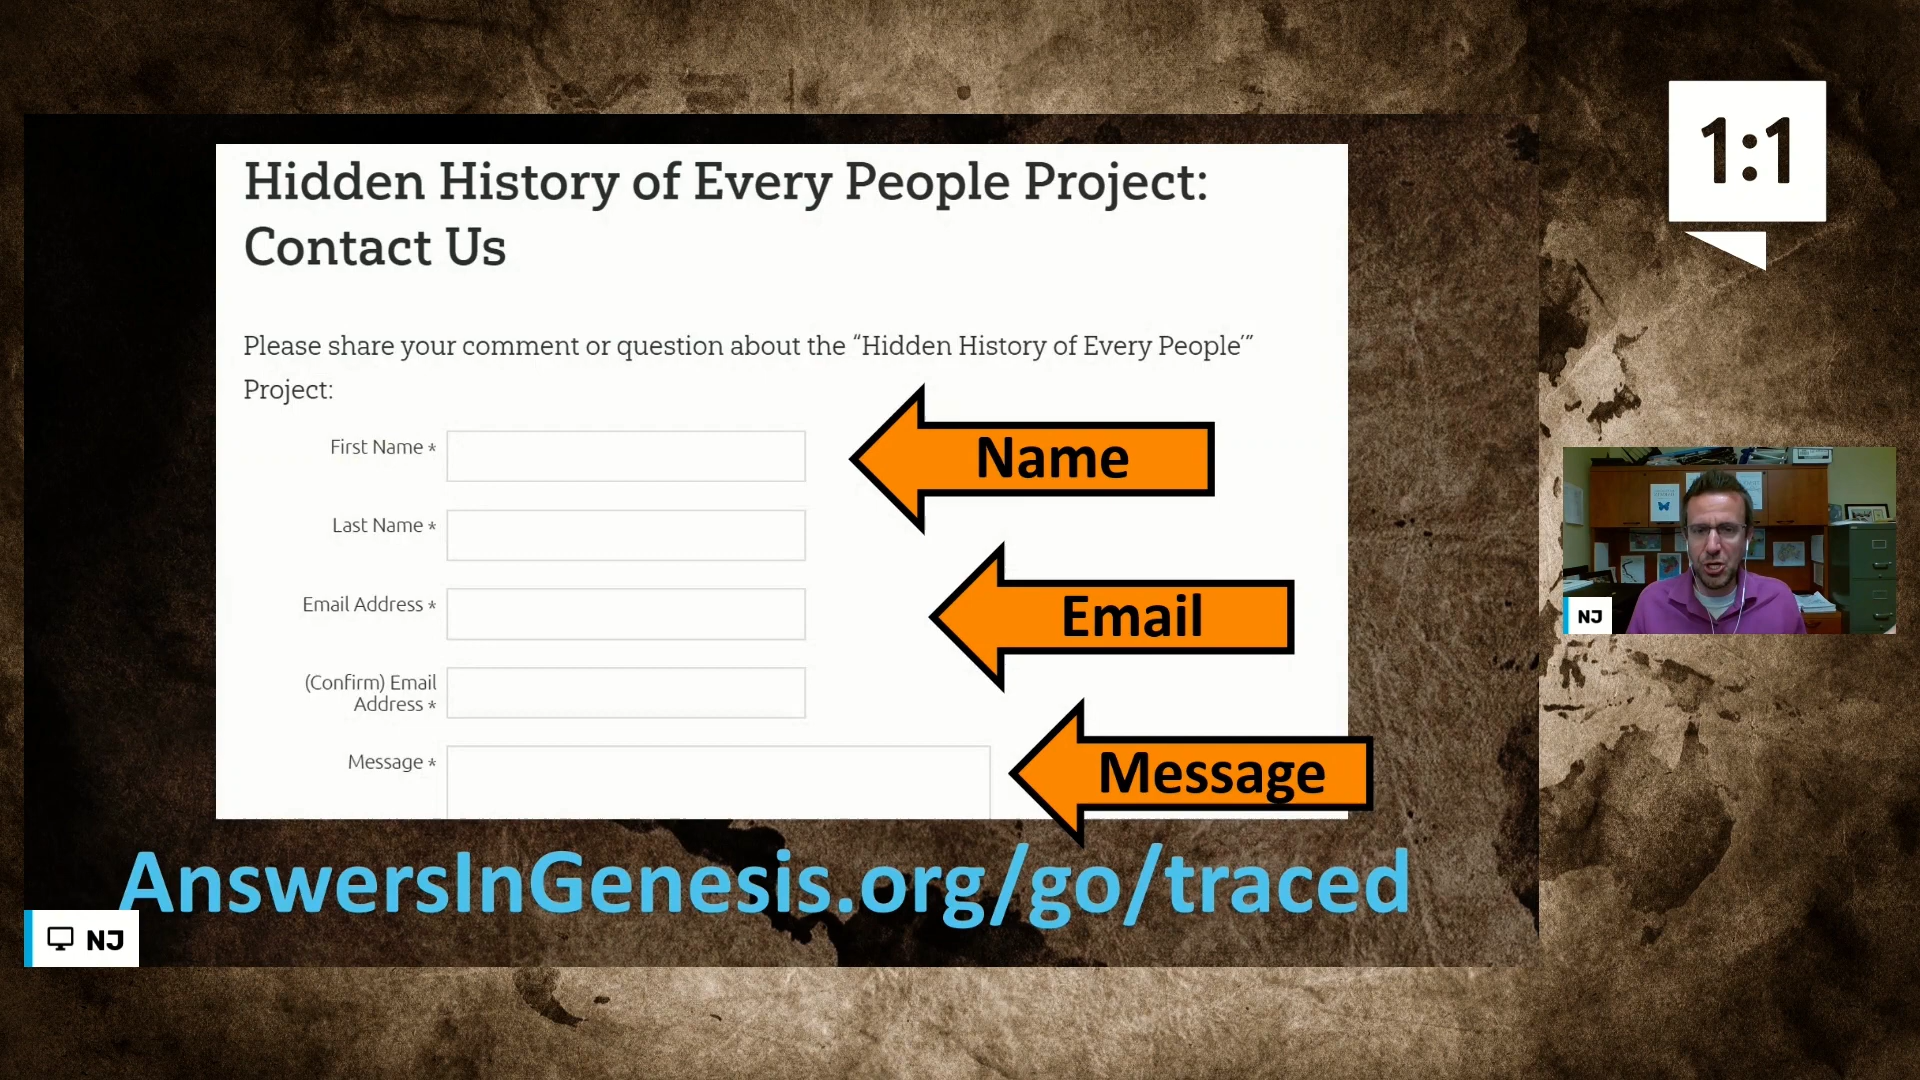 Hidden History of Every People Project:
Contact Us
Please share your comment or question about the “Hidden History of Every People’”
Project:
First Name *
Name
Last Name *
Email Address *
Email
(Confirm) Email
Address *
Message *
Message
AnswersInGenesis.org/go/traced
NJ
1:1
NJ